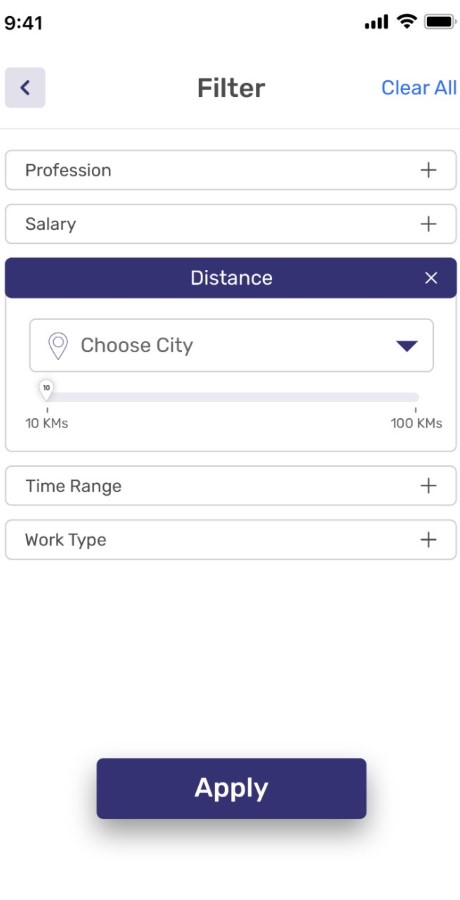 9:41
Filter Clear All
Profession
Salary
Distance
Choose City
10
10 KMs 100 KMs
Time Range
Work Type
Apply